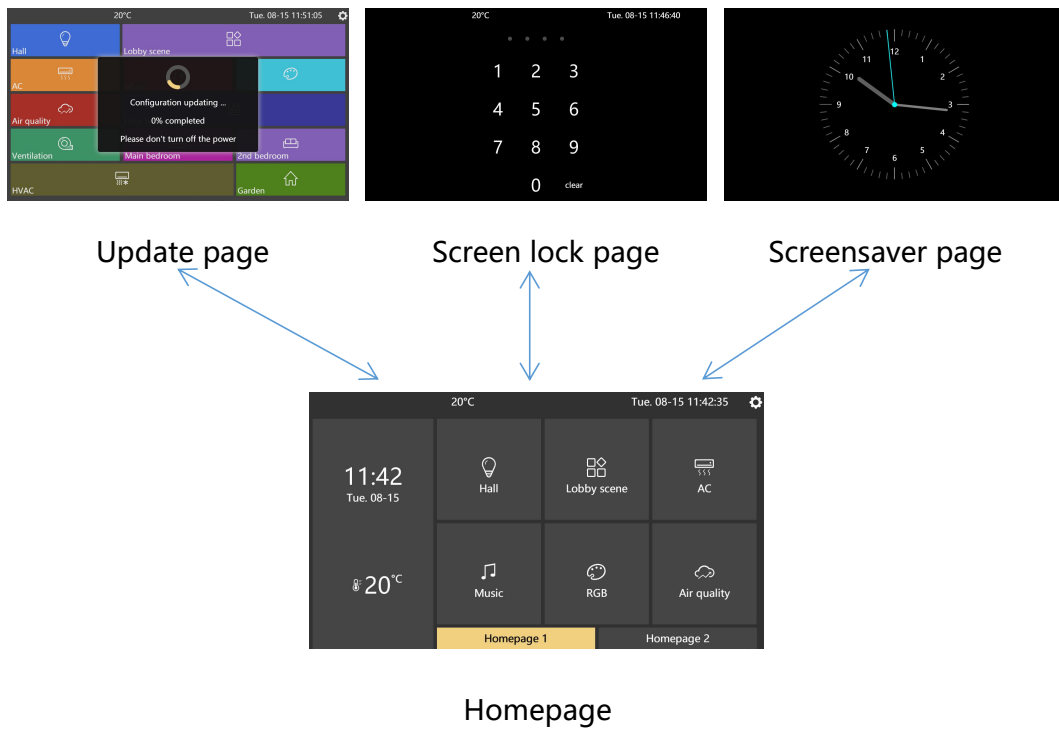 20°C Tue. 08-15 11:51:05
Hall
Lobby scene
AC
Configuration updating ...
0% completed
Please don't turn off the power
Air quality
Ventilation
Main bedroom
2nd bedroom
HVAC
Garden
20°C Tue. 08-15 11:46:40
1 2 3
4 5 6
7 8 9
0 clear
12
11 1
10 2
9 3
8 4
7 5
6
Update page
Screen lock page
Screensaver page
20°C Tue. 08-15 11:42:35
11:42
Tue. 08-15
Hall
Lobby scene
AC
20°C
Music
RGB
Air quality
Homepage 1
Homepage 2
Homepage